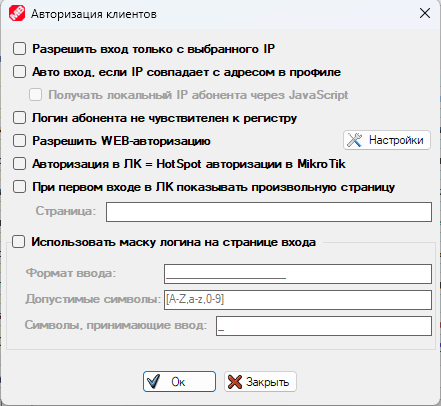 Авторизация клиентов
Разрешить вход только с выбранного IP
Авто вход, если IP совпадает с адресом в профиле
Получать локальный IP абонента через JavaScript
Логин абонента не чувствителен к регистру
Разрешить WEB-авторизацию
Настройки
Авторизация в ЛК = HotSpot авторизации в MikroTik
При первом входе в ЛК показывать произвольную страницу
Страница:
Использовать маску логина на странице входа
Формат ввода: ____________________
Допустимые символы: [A-Z,a-z,0-9]
Символы, принимающие ввод: _
Ок Закрыть